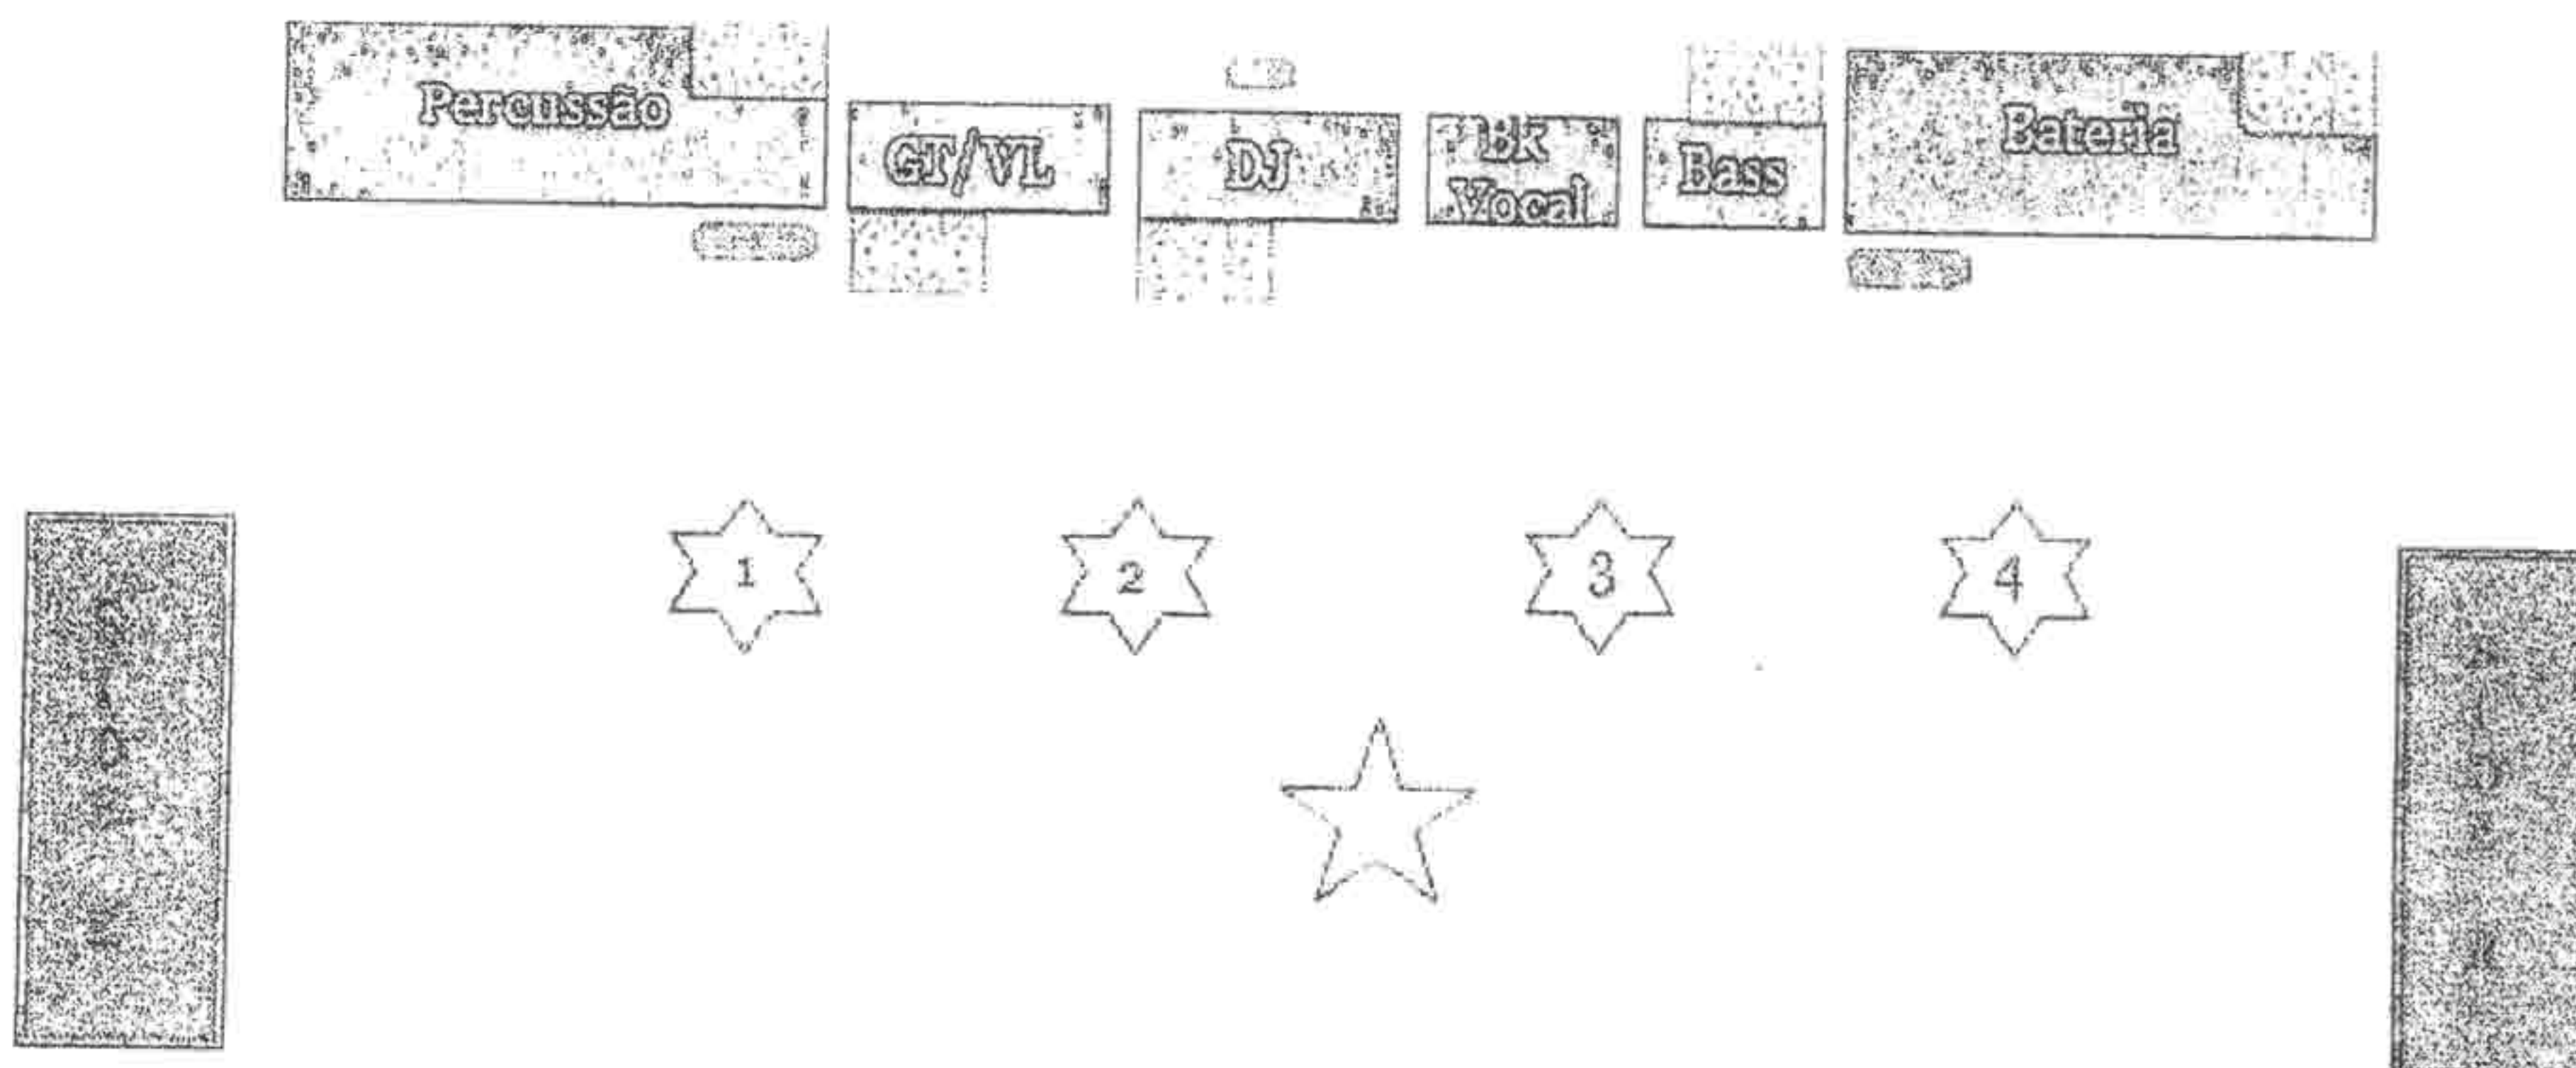 Percussão
GT/VL
DJ
Bk
Vocal
Bass
Bateria
1
2
3
4